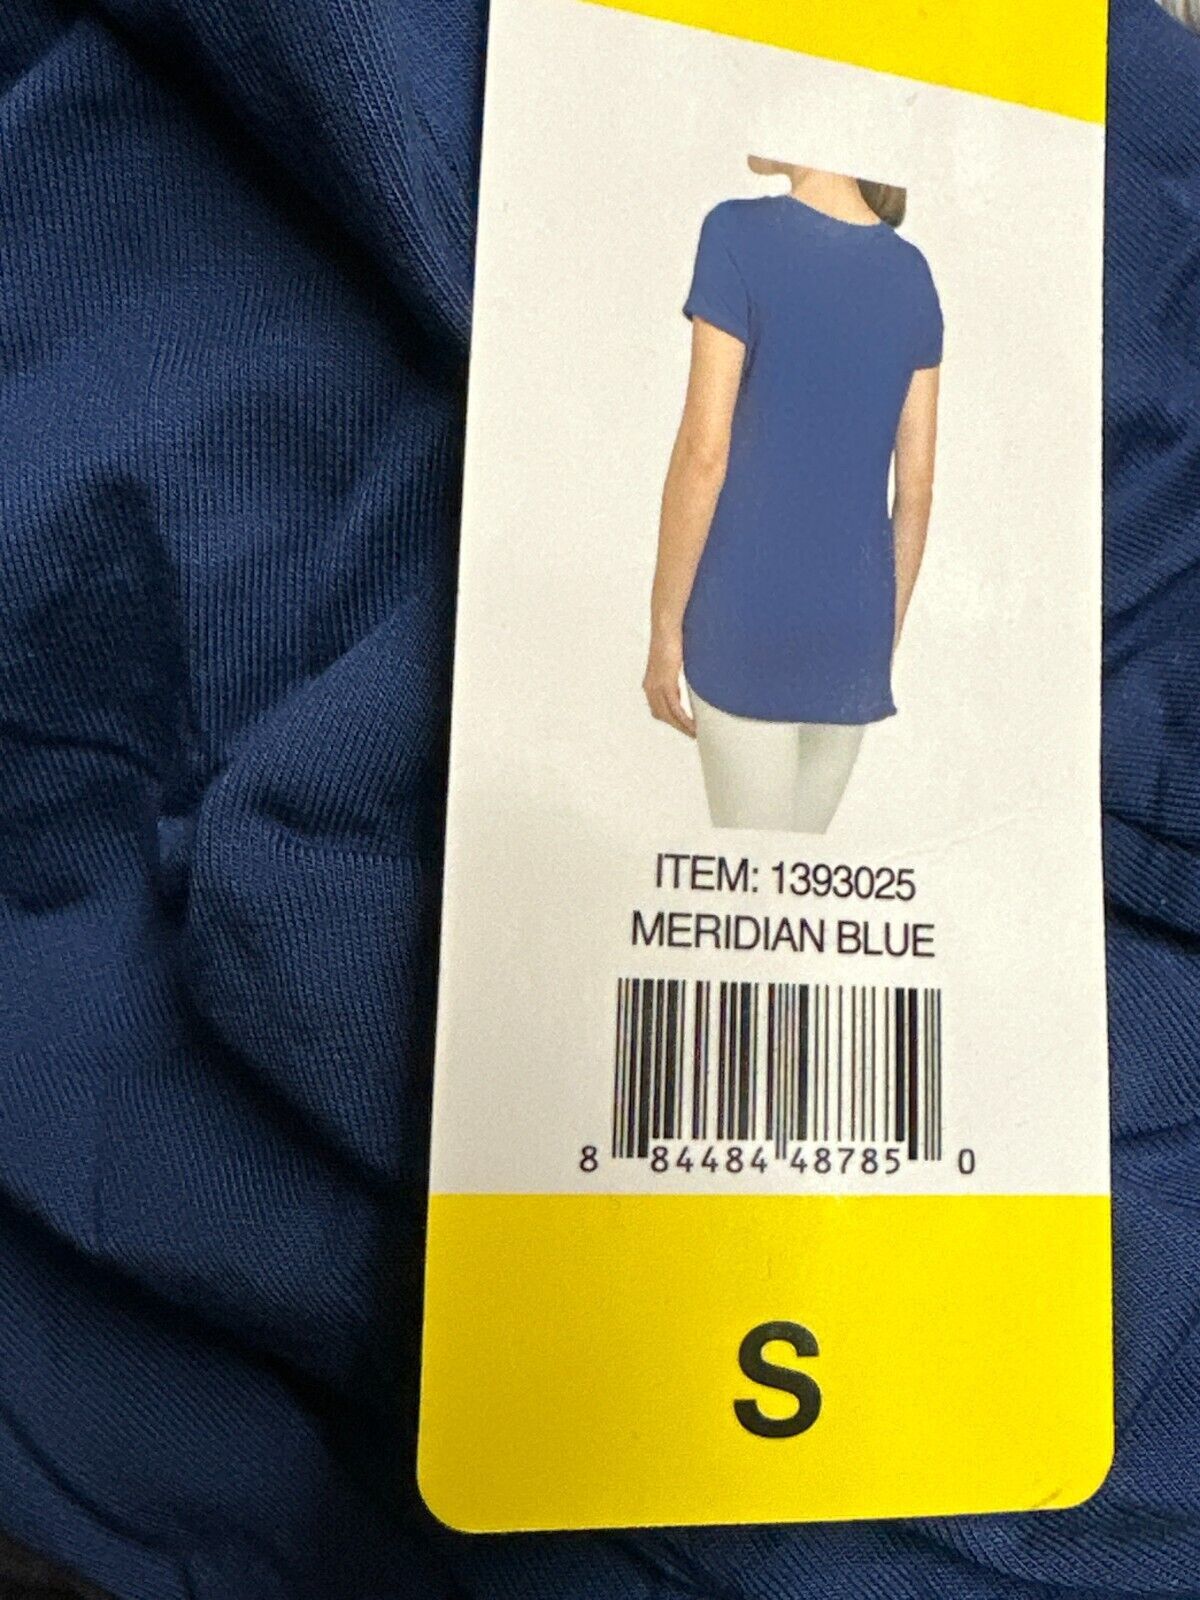 ITEM: 1393025
MERIDIAN BLUE
8 84484 48785 0
S